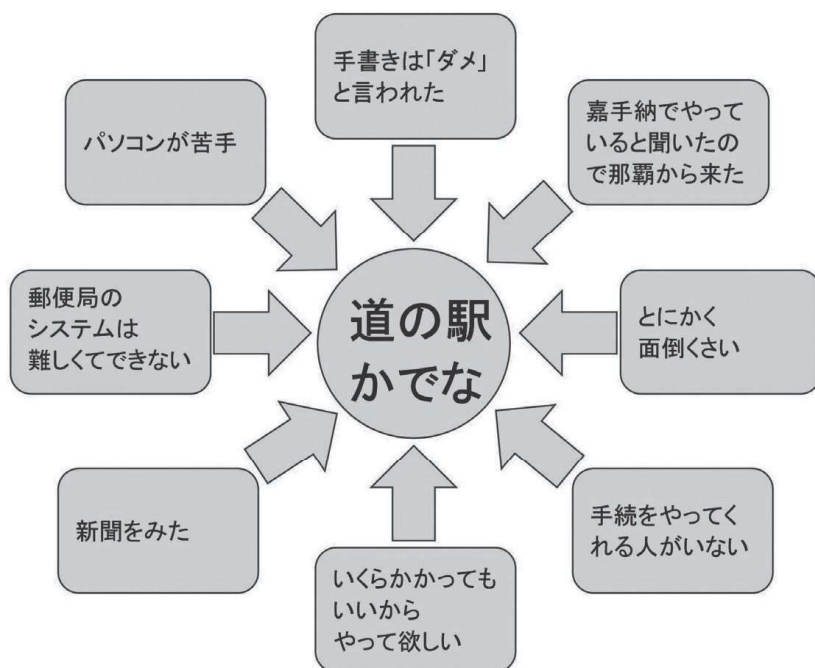 手書きは「ダメ」
と言われた
嘉手納でやって
いると聞いたの
で那覇から来た
とにかく
面倒くさい
手続をやってく
れる人がいない
いくらかかっても
いいから
やって欲しい
新聞をみた
郵便局の
システムは
難しくてできない
パソコンが苦手
道の駅
かでな